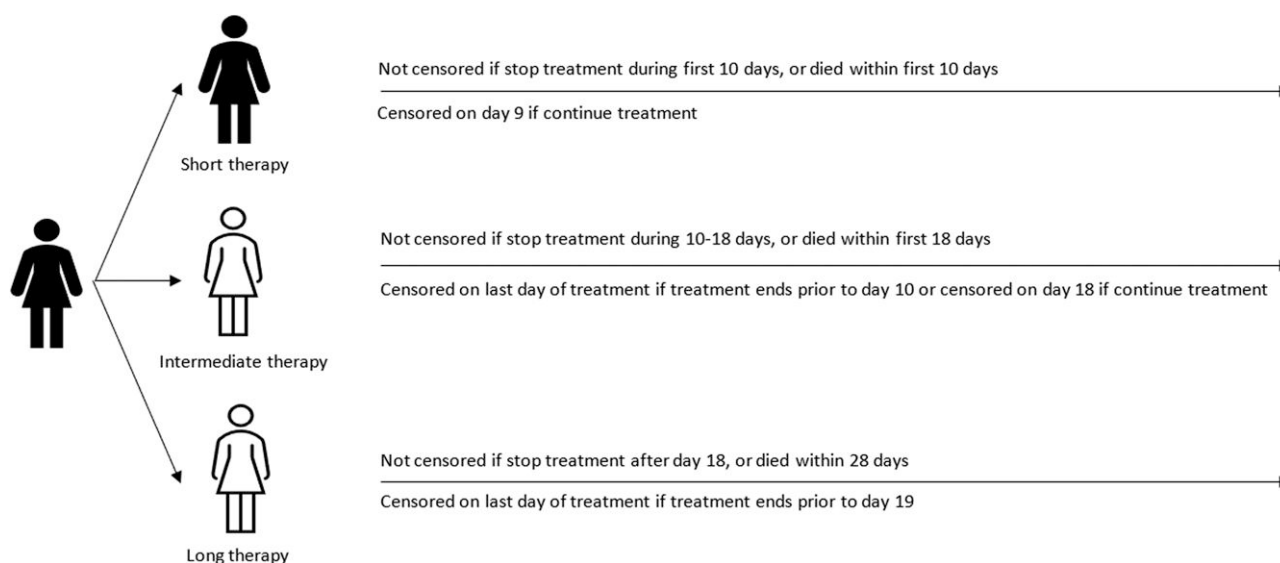 Not censored if stop treatment during first 10 days, or died within first 10 days
Censored on day 9 if continue treatment
Short therapy
Not censored if stop treatment during 10-18 days, or died within first 18 days
Censored on last day of treatment if treatment ends prior to day 10 or censored on day 18 if continue treatment
Intermediate therapy
Not censored if stop treatment after day 18, or died within 28 days
Censored on last day of treatment if treatment ends prior to day 19
Long therapy